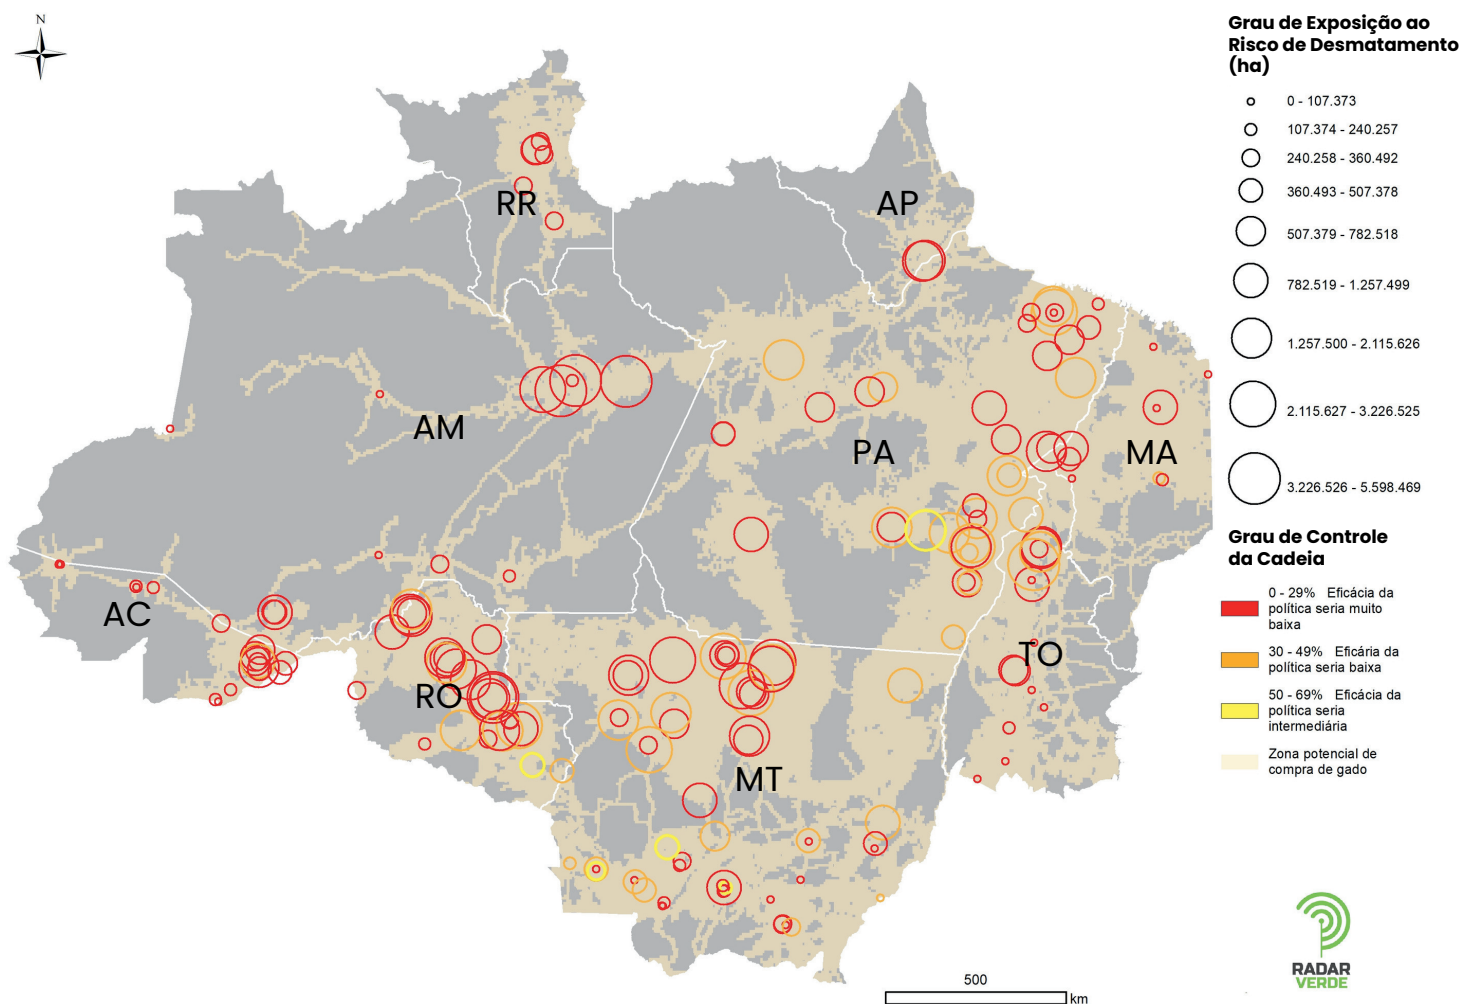 N
RR
AP
AM
PA
MA
AC
RO
TO
MT
500
km
Grau de Exposição ao
Risco de Desmatamento
(ha)
0 - 107.373
107.374 - 240.257
240.258 - 360.492
360.493 - 507.378
507.379 - 782.518
782.519 - 1.257.499
1.257.500 - 2.115.626
2.115.627 - 3.226.525
3.226.526 - 5.598.469
Grau de Controle
da Cadeia
0 - 29% Eficácia da
política seria muito
baixa
30 - 49% Eficária da
política seria baixa
50 - 69% Eficácia da
política seria
intermediária
Zona potencial de
compra de gado
RADAR
VERDE